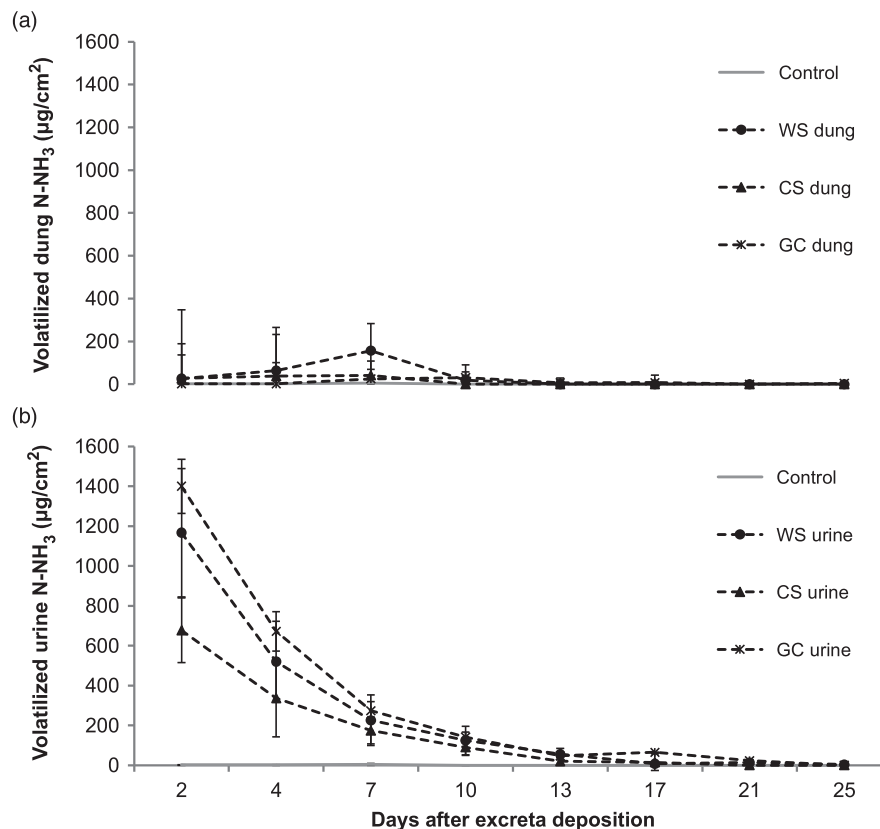 (a)
Volatilized dung N-NH3 (µg/cm2)
1600
1400
1200
1000
800
600
400
200
0
Control
WS dung
CS dung
GC dung
(b)
Volatilized urine N-NH3 (µg/cm2)
1600
1400
1200
1000
800
600
400
200
0
Control
WS urine
CS urine
GC urine
2 4 7 10 13 17 21 25
Days after excreta deposition